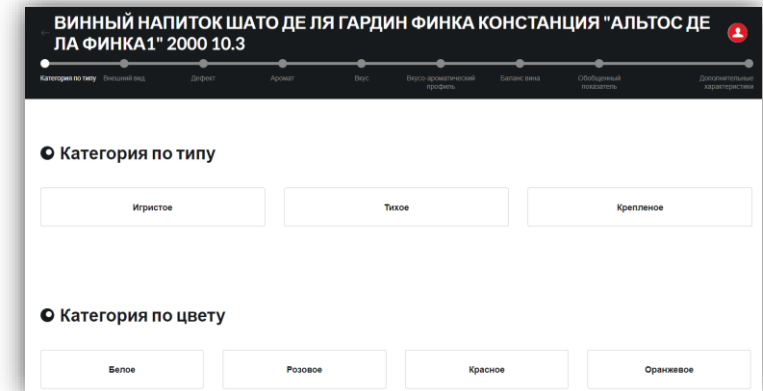 ВИННЫЙ НАПИТОК ШАТО ДЕ ЛЯ ГАРДИН ФИНКА КОНСТАНЦИЯ "АЛЬТОС ДЕ
ЛА ФИНКА1" 2000 10.3
Категория по типу
Внешний вид
Дефект
Аромат
Вкус
Вкусо-ароматический
профиль
Баланс вина
Обобщенный
показатель
Дополнительные
характеристики
Категория по типу
Игристое
Тихое
Крепленое
Категория по цвету
Белое
Розовое
Красное
Оранжевое